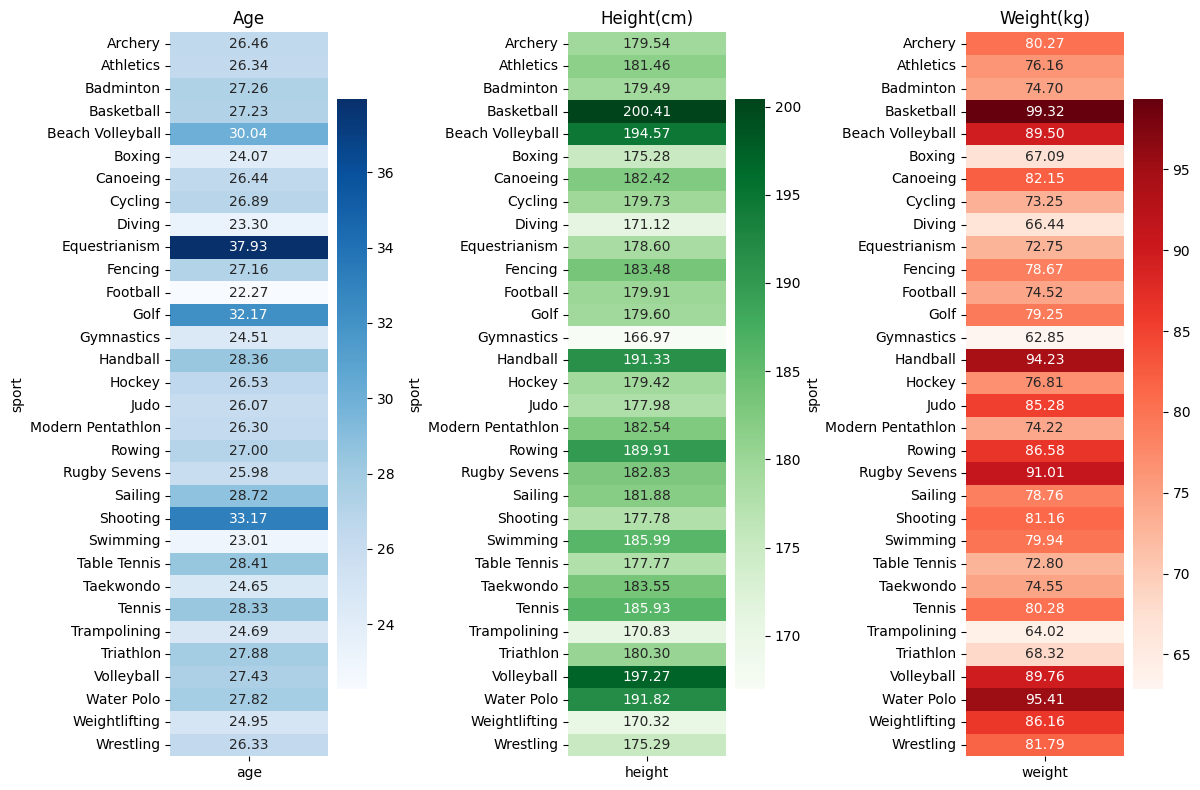 Age
Height(cm)
Weight(kg)
Archery 26.46
Athletics 26.34
Badminton 27.26
Basketball 27.23
Beach Volleyball 30.04
Boxing 24.07
Canoeing 26.44
Cycling 26.89
Diving 23.30
Equestrianism 37.93
Fencing 27.16
Football 22.27
Golf 32.17
Gymnastics 24.51
Handball 28.36
Hockey 26.53
Judo 26.07
Modern Pentathlon 26.30
Rowing 27.00
Rugby Sevens 25.98
Sailing 28.72
Shooting 33.17
Swimming 23.01
Table Tennis 28.41
Taekwondo 24.65
Tennis 28.33
Trampolining 24.69
Triathlon 27.88
Volleyball 27.43
Water Polo 27.82
Weightlifting 24.95
Wrestling 26.33
sport
age
36
34
32
30
28
26
24
Archery 179.54
Athletics 181.46
Badminton 179.49
Basketball 200.41
Beach Volleyball 194.57
Boxing 175.28
Canoeing 182.42
Cycling 179.73
Diving 171.12
Equestrianism 178.60
Fencing 183.48
Football 179.91
Golf 179.60
Gymnastics 166.97
Handball 191.33
Hockey 179.42
Judo 177.98
Modern Pentathlon 182.54
Rowing 189.91
Rugby Sevens 182.83
Sailing 181.88
Shooting 177.78
Swimming 185.99
Table Tennis 177.77
Taekwondo 183.55
Tennis 185.93
Trampolining 170.83
Triathlon 180.30
Volleyball 197.27
Water Polo 191.82
Weightlifting 170.32
Wrestling 175.29
sport
height
200
195
190
185
180
175
170
Archery 80.27
Athletics 76.16
Badminton 74.70
Basketball 99.32
Beach Volleyball 89.50
Boxing 67.09
Canoeing 82.15
Cycling 73.25
Diving 66.44
Equestrianism 72.75
Fencing 78.67
Football 74.52
Golf 79.25
Gymnastics 62.85
Handball 94.23
Hockey 76.81
Judo 85.28
Modern Pentathlon 74.22
Rowing 86.58
Rugby Sevens 91.01
Sailing 78.76
Shooting 81.16
Swimming 79.94
Table Tennis 72.80
Taekwondo 74.55
Tennis 80.28
Trampolining 64.02
Triathlon 68.32
Volleyball 89.76
Water Polo 95.41
Weightlifting 86.16
Wrestling 81.79
sport
weight
95
90
85
80
75
70
65